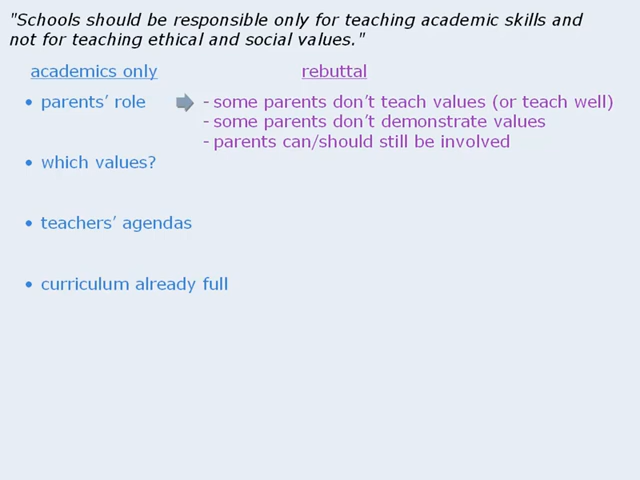 "Schools should be responsible only for teaching academic skills and
not for teaching ethical and social values."
academics only
rebuttal
• parents’ role
- some parents don’t teach values (or teach well)
- some parents don’t demonstrate values
- parents can/should still be involved
• which values?
• teachers’ agendas
• curriculum already full